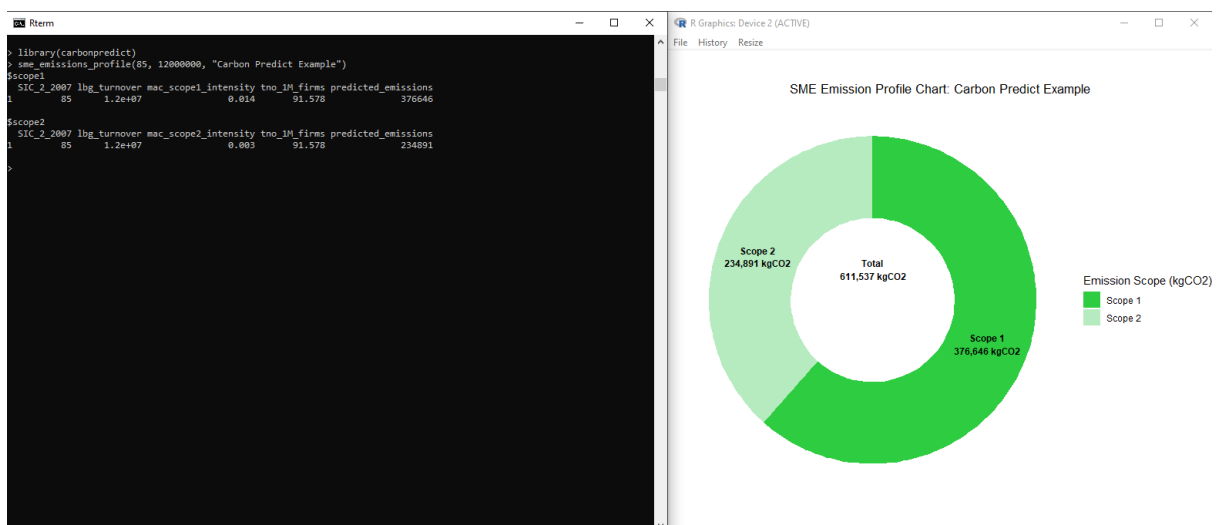 Rterm
> library(carbonpredict)
> sme_emissions_profile(85, 12000000, "Carbon Predict Example")
$scope1
  SIC_2_2007 lbg_turnover mac_scope1_intensity tno_1M_firms predicted_emissions
1         85      1.2e+07                0.014       91.578              376646
$scope2
  SIC_2_2007 lbg_turnover mac_scope2_intensity tno_1M_firms predicted_emissions
1         85      1.2e+07                0.003       91.578              234891
>
R Graphics: Device 2 (ACTIVE)
File History Resize
SME Emission Profile Chart: Carbon Predict Example
Scope 2
234,891 kgCO2
Total
611,537 kgCO2
Scope 1
376,646 kgCO2
Emission Scope (kgCO2)
Scope 1
Scope 2